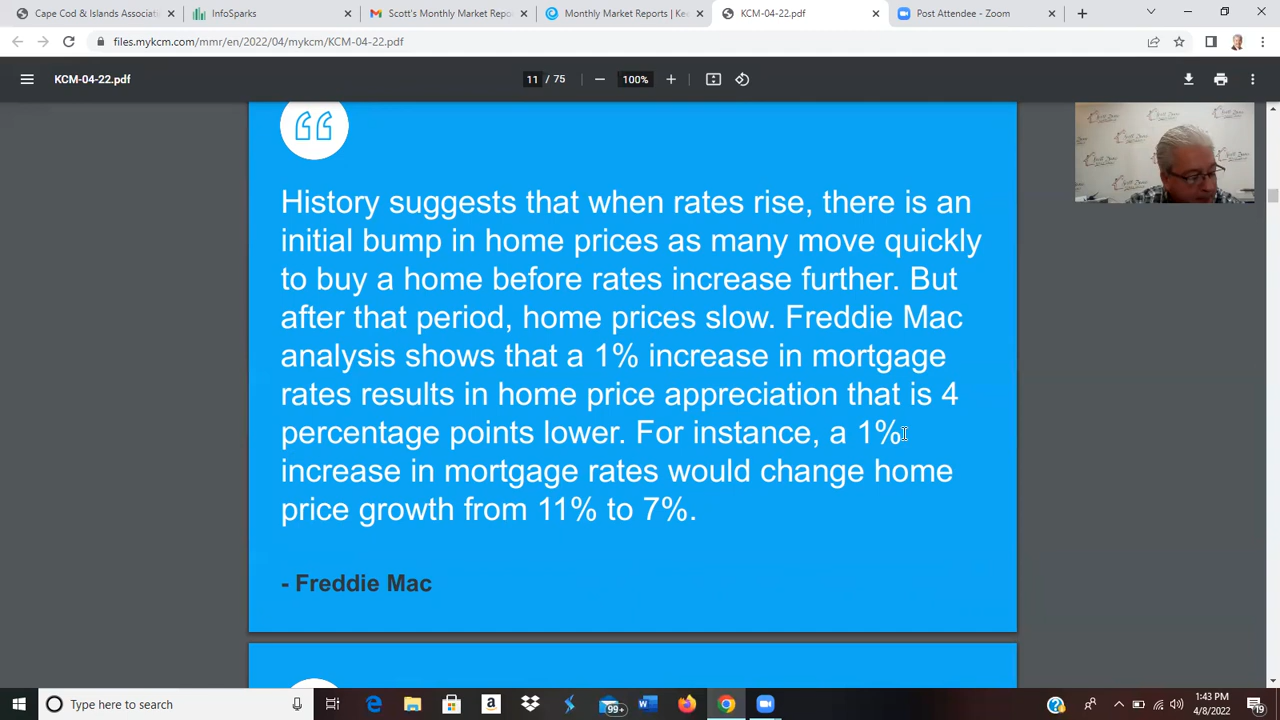 Cape Cod & Islands Associati
InfoSparks
Scott's Monthly Market Repo
Monthly Market Reports | Kee
KCM-04-22.pdf
Post Attendee - Zoom
files.mykcm.com/mmr/en/2022/04/mykcm/KCM-04-22.pdf
KCM-04-22.pdf
11 / 75
100%
History suggests that when rates rise, there is an
initial bump in home prices as many move quickly
to buy a home before rates increase further. But
after that period, home prices slow. Freddie Mac
analysis shows that a 1% increase in mortgage
rates results in home price appreciation that is 4
percentage points lower. For instance, a 1%
increase in mortgage rates would change home
price growth from 11% to 7%.
- Freddie Mac
Type here to search
99+
1:43 PM
4/8/2022
19